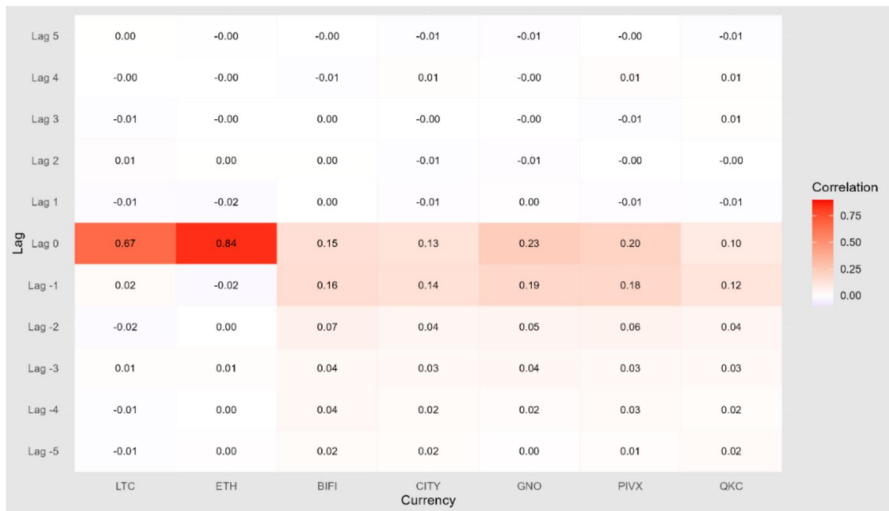 Lag 5 0.00 -0.00 -0.00 -0.01 -0.01 -0.00 -0.01
Lag 4 -0.00 -0.00 -0.01 0.01 -0.00 0.01 0.01
Lag 3 -0.01 -0.00 0.00 -0.00 -0.00 -0.01 0.01
Lag 2 0.01 0.00 0.00 -0.01 -0.01 -0.00 -0.00
Lag 1 -0.01 -0.02 0.00 -0.01 0.00 -0.01 -0.01
Lag 0 0.67 0.84 0.15 0.13 0.23 0.20 0.10
Lag -1 0.02 -0.02 0.16 0.14 0.19 0.18 0.12
Lag -2 -0.02 0.00 0.07 0.04 0.05 0.06 0.04
Lag -3 0.01 0.01 0.04 0.03 0.04 0.03 0.03
Lag -4 -0.01 0.00 0.04 0.02 0.02 0.03 0.02
Lag -5 -0.01 0.00 0.02 0.02 0.00 0.01 0.02
LTC ETH BIFI CITY GNO PIVX QKC
Currency
Lag
Correlation
0.75
0.50
0.25
0.00